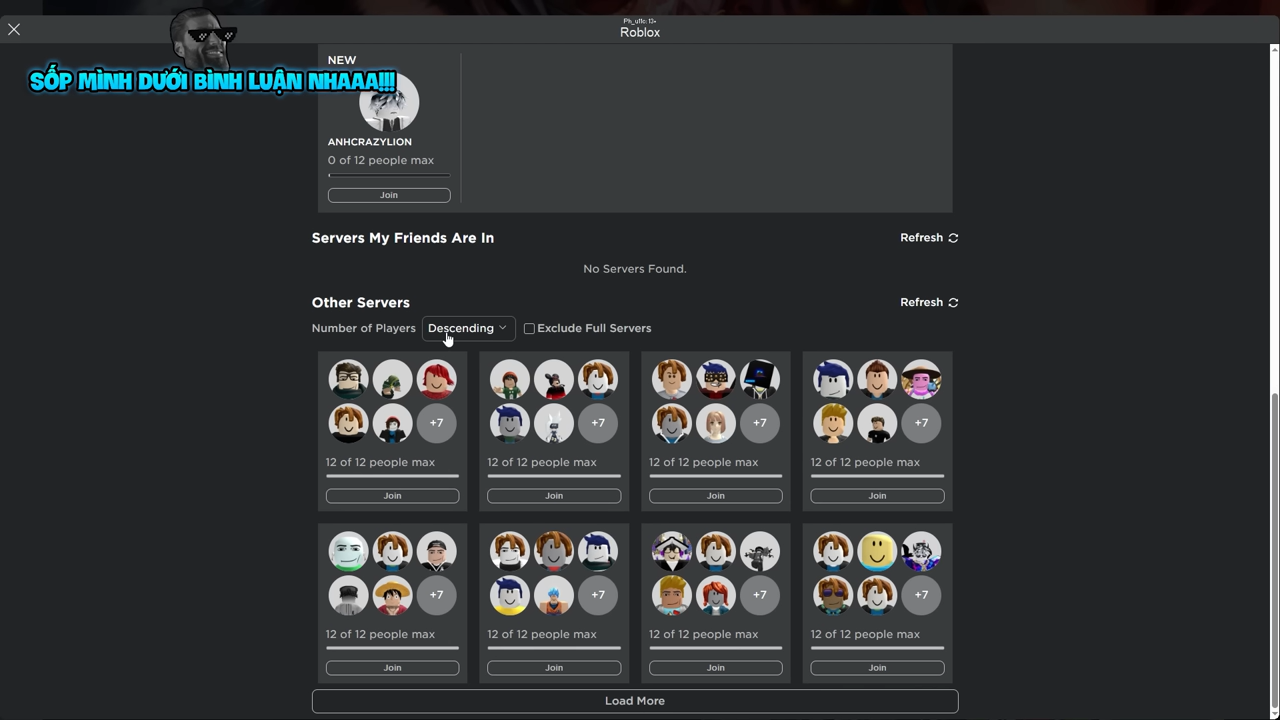 Ph_uflc: 13+
Roblox
SỐP MÌNH DƯỚI BÌNH LUẬN NHAAA!!!
NEW
ANHCRAZYLION
0 of 12 people max
Join
Servers My Friends Are In
Refresh
No Servers Found.
Other Servers
Refresh
Number of Players
Descending
Exclude Full Servers
+7
+7
+7
+7
12 of 12 people max
12 of 12 people max
12 of 12 people max
12 of 12 people max
Join
Join
Join
Join
+7
+7
+7
+7
12 of 12 people max
12 of 12 people max
12 of 12 people max
12 of 12 people max
Join
Join
Join
Join
Load More